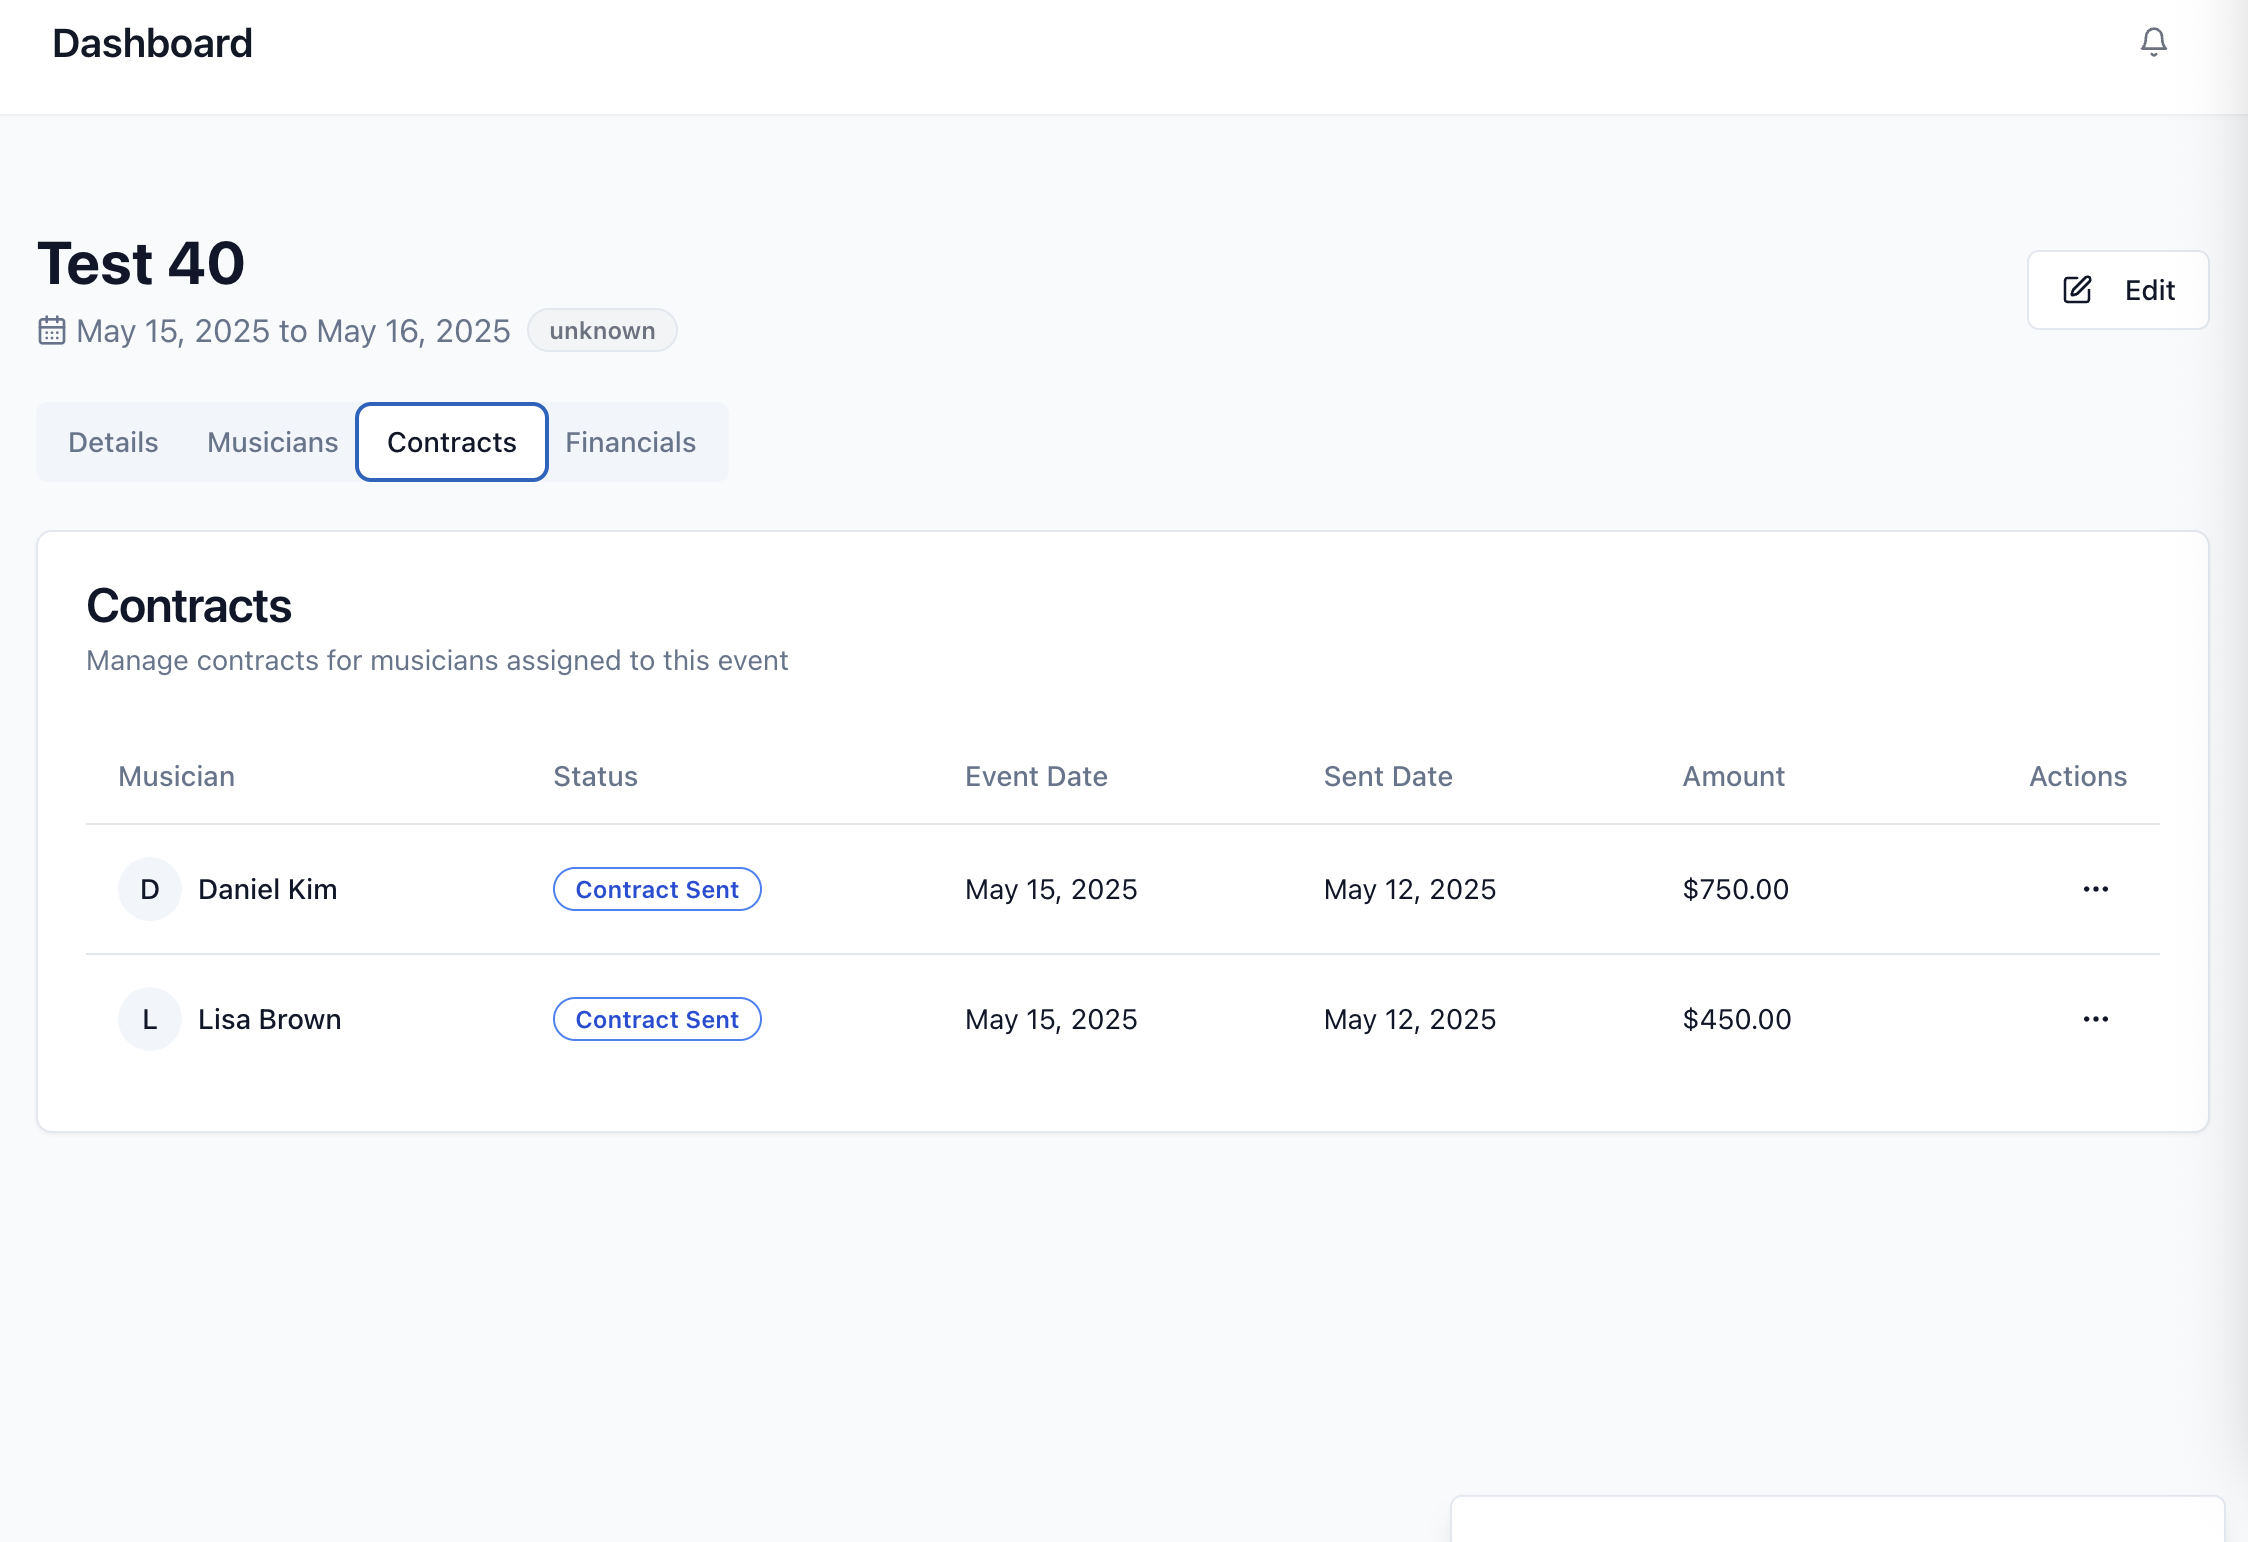 Dashboard
Test 40
May 15, 2025 to May 16, 2025 unknown
Edit
Details Musicians Contracts Financials
Contracts
Manage contracts for musicians assigned to this event
Musician Status Event Date Sent Date Amount Actions
D Daniel Kim Contract Sent May 15, 2025 May 12, 2025 $750.00 ...
L Lisa Brown Contract Sent May 15, 2025 May 12, 2025 $450.00 ...